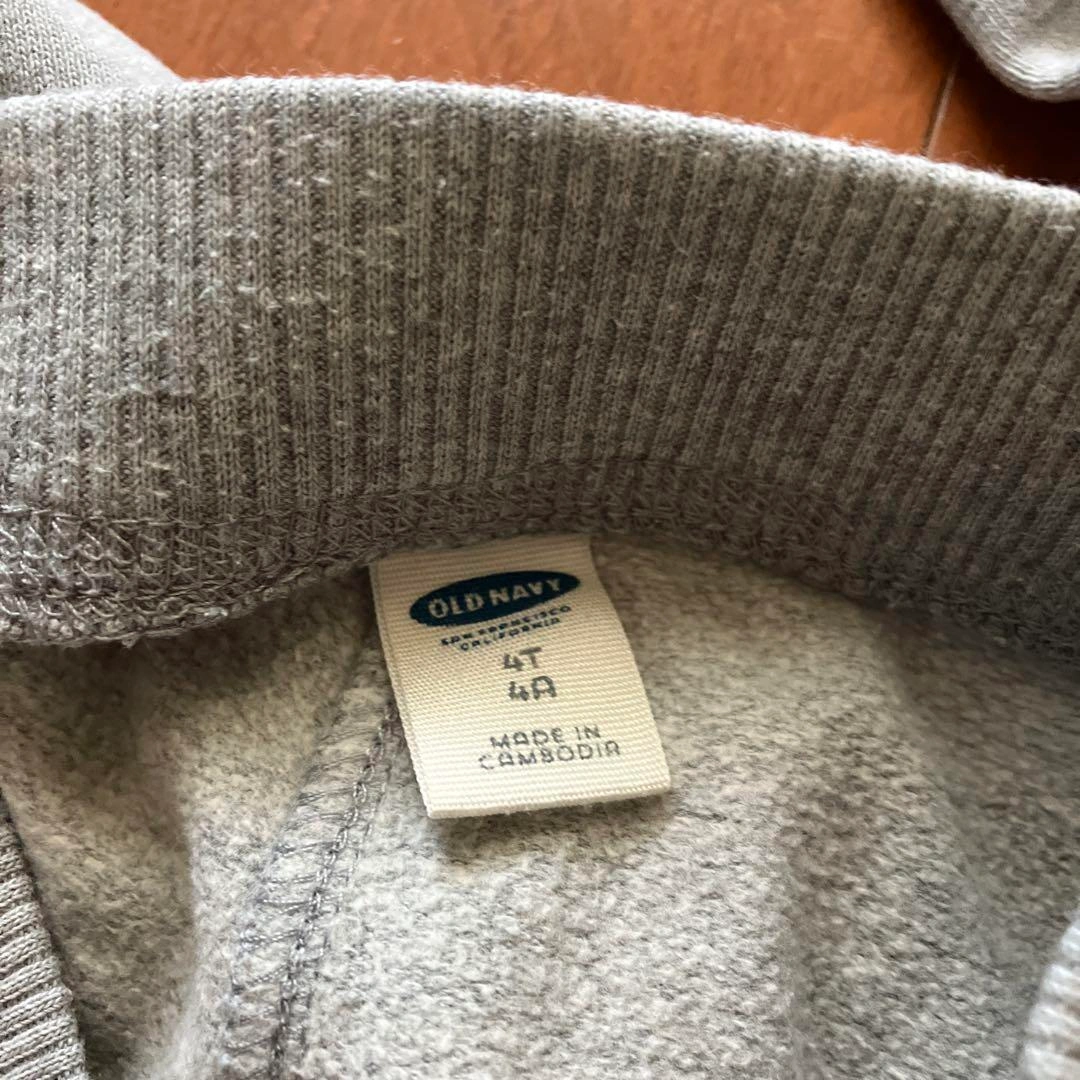 OLD NAVY
SAN FRANCISCO
CALIFORNIA
4T
4A
MADE IN
CAMBODIA